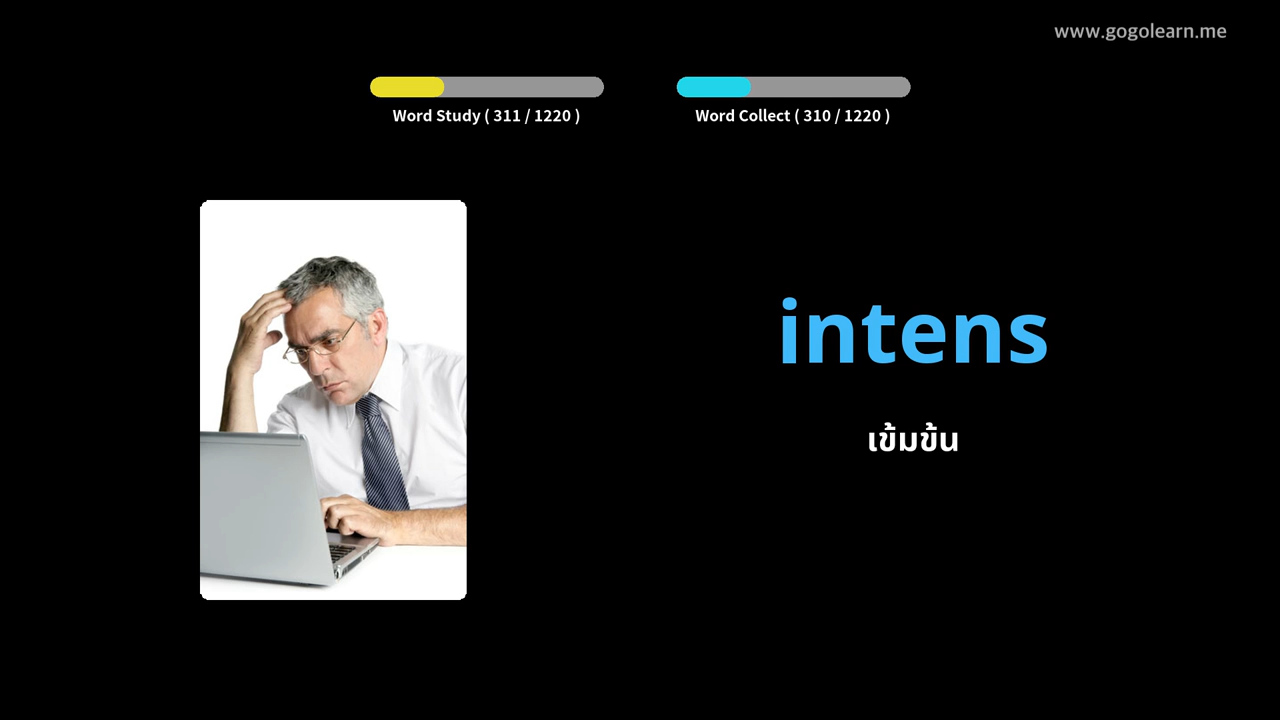 www.gogolearn.me
Word Study ( 311 / 1220 )
Word Collect ( 310 / 1220 )
intens
เข้มข้น